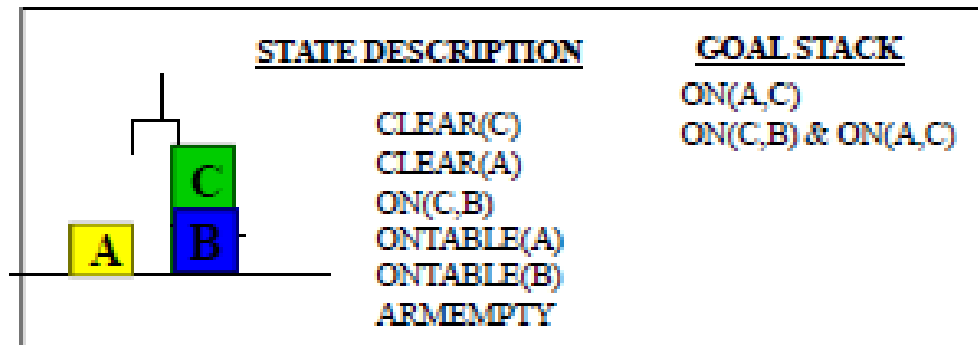 STATE DESCRIPTION
CLEAR(C)
CLEAR(A)
ON(C,B)
ONTABLE(A)
ONTABLE(B)
ARMEMPTY
GOAL STACK
ON(A,C)
ON(C,B) & ON(A,C)
C
A
B